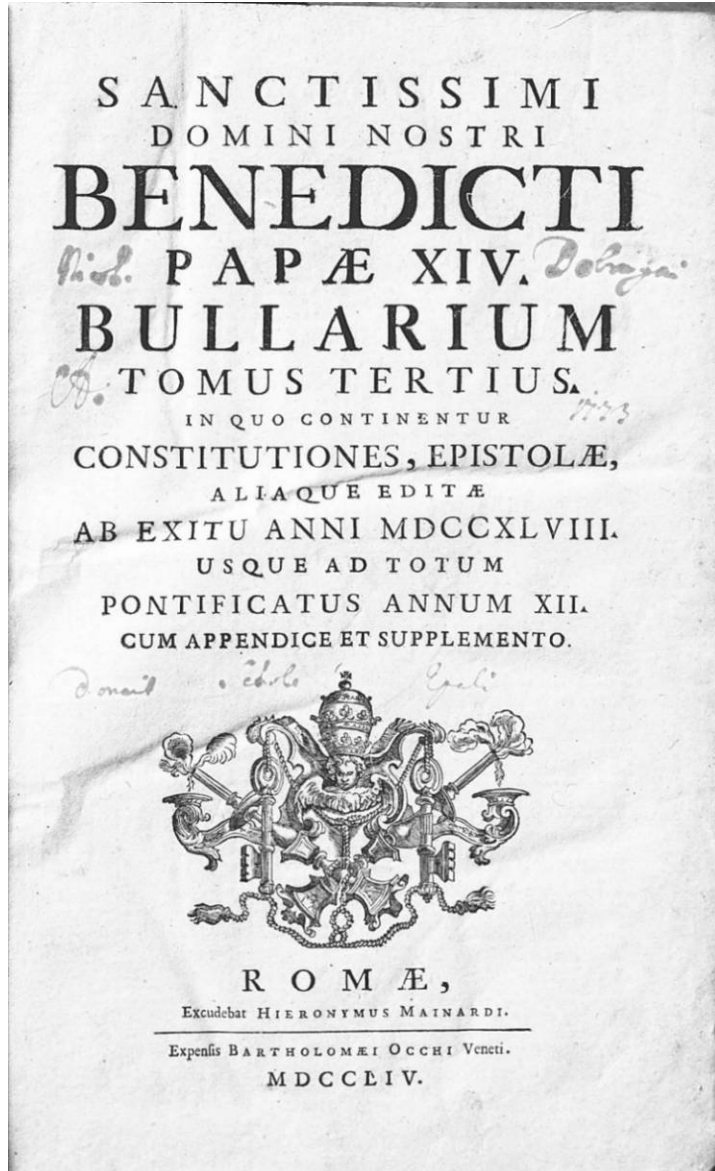 SANCTISSIMI
DOMINI NOSTRI
BENEDICTI
PAPÆ XIV.
BULLARIUM
TOMUS TERTIUS.
1773
IN QUO CONTINENTUR
CONSTITUTIONES, EPISTOLÆ,
ALIAQUE EDITÆ
AB EXITU ANNI MDCCXLVIII.
USQUE AD TOTUM
PONTIFICATUS ANNUM XII.
CUM APPENDICE ET SUPPLEMENTO.
ROMÆ,
Excudebat HIERONYMUS MAINARDI.
Expensis BARTHOLOMÆI OCCHI Veneti.
MDCCLIV.